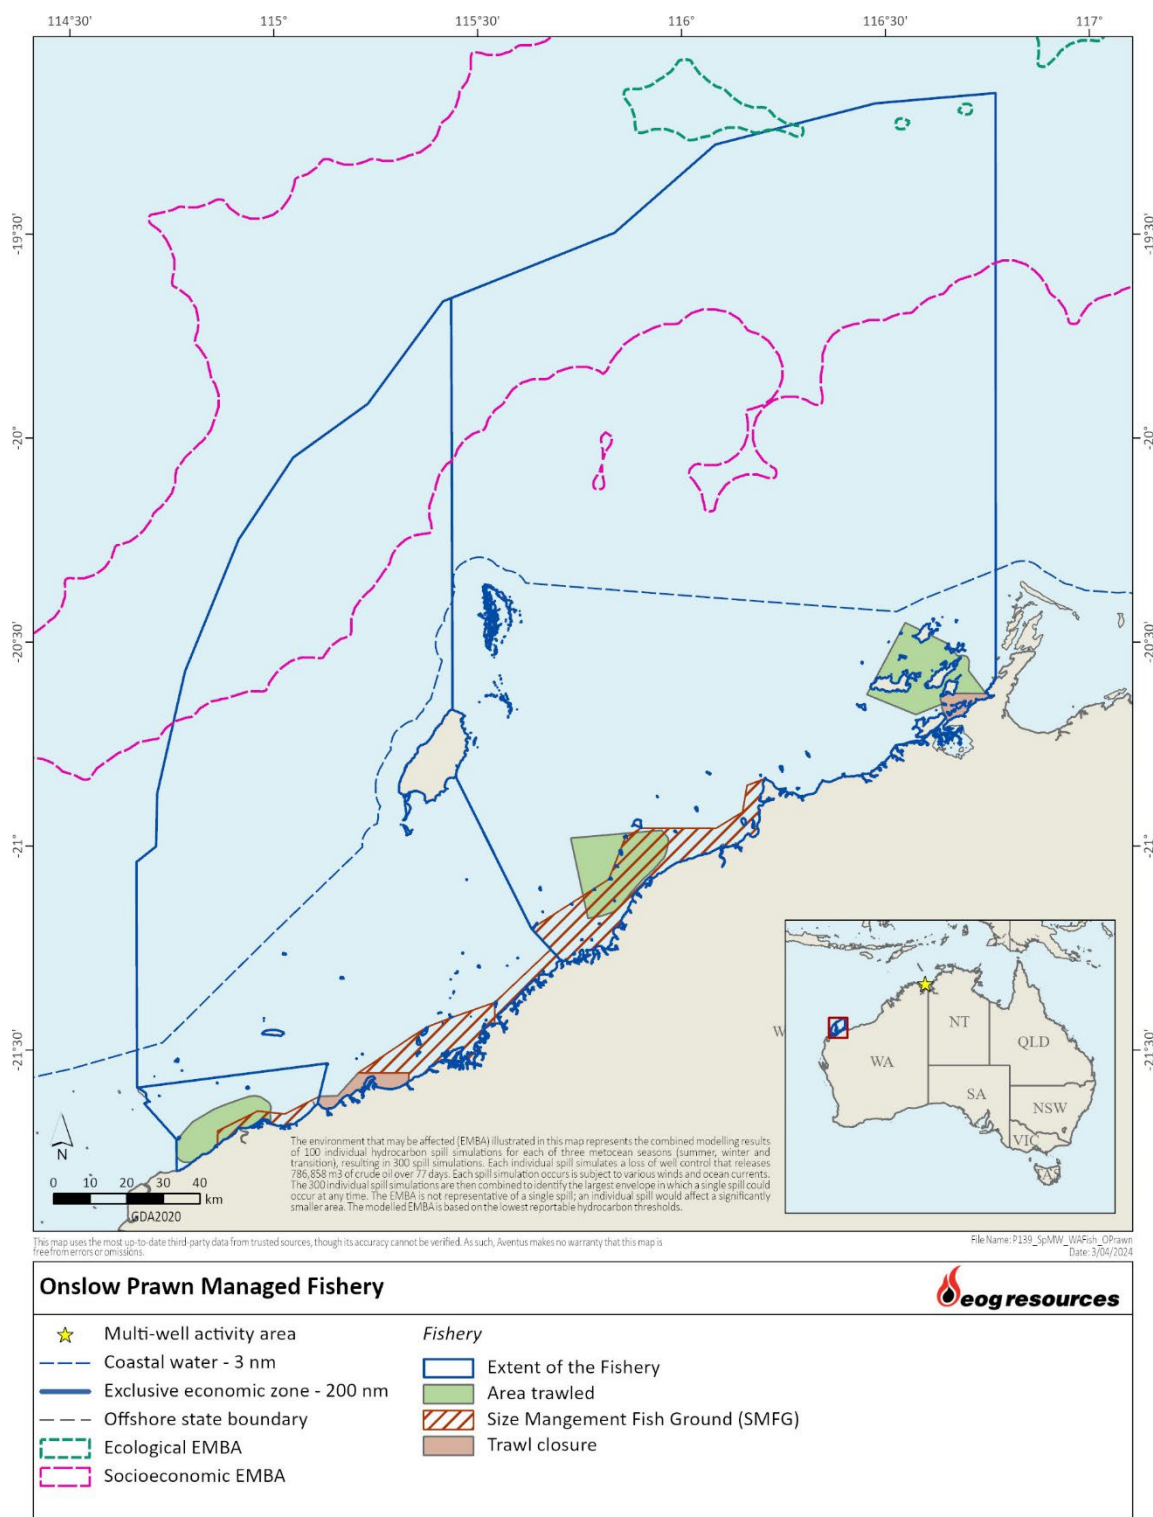 114°30' 115° 115°30' 116° 116°30' 117°
-19°30' -19°30'
-20° -20°
-20°30' -20°30'
-21° -21°
-21°30' -21°30'
W
NT
QLD
WA
SA
NSW
VIC
TAS
N
0 10 20 30 40
km
GDA2020
The environment that may be affected (EMBA) illustrated in this map represents the combined modelling results
of 100 individual hydrocarbon spill simulations for each of three metocean seasons (summer, winter and
transition), resulting in 300 spill simulations. Each individual spill simulates a loss of well control that releases
786,858 m3 of crude oil over 77 days. Each spill simulation occurs is subject to various winds and ocean currents.
The 300 individual spill simulations are then combined to identify the largest envelope in which a single spill could
occur at any time. The EMBA is not representative of a single spill; an individual spill would affect a significantly
smaller area. The modelled EMBA is based on the lowest reportable hydrocarbon thresholds.
This map uses the most up-to-date third-party data from trusted sources, though its accuracy cannot be verified. As such, Aventus makes no warranty that this map is
free from errors or omissions.
File Name: P139_SpMW_WAFish_OPrawn
Date: 3/04/2024
Onslow Prawn Managed Fishery
eog resources
Multi-well activity area
Coastal water - 3 nm
Exclusive economic zone - 200 nm
Offshore state boundary
Ecological EMBA
Socioeconomic EMBA
Fishery
Extent of the Fishery
Area trawled
Size Mangement Fish Ground (SMFG)
Trawl closure